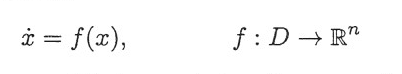 ẋ = f(x), f : D → ℝⁿ